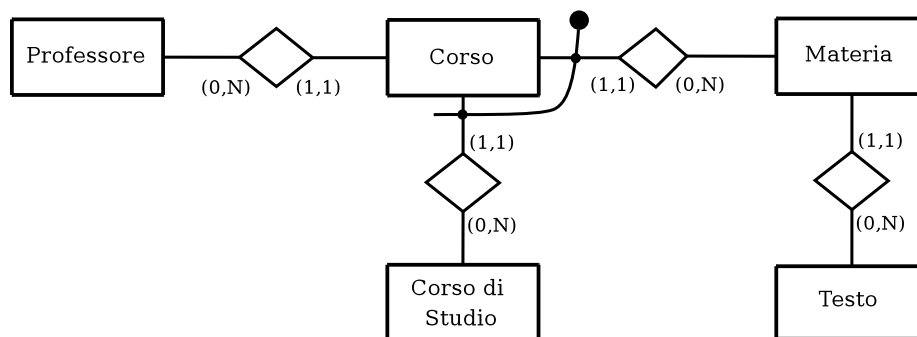 Professore
Corso
Materia
(0,N)
(1,1)
(1,1)
(0,N)
(1,1)
(1,1)
(0,N)
(0,N)
Corso di
Studio
Testo